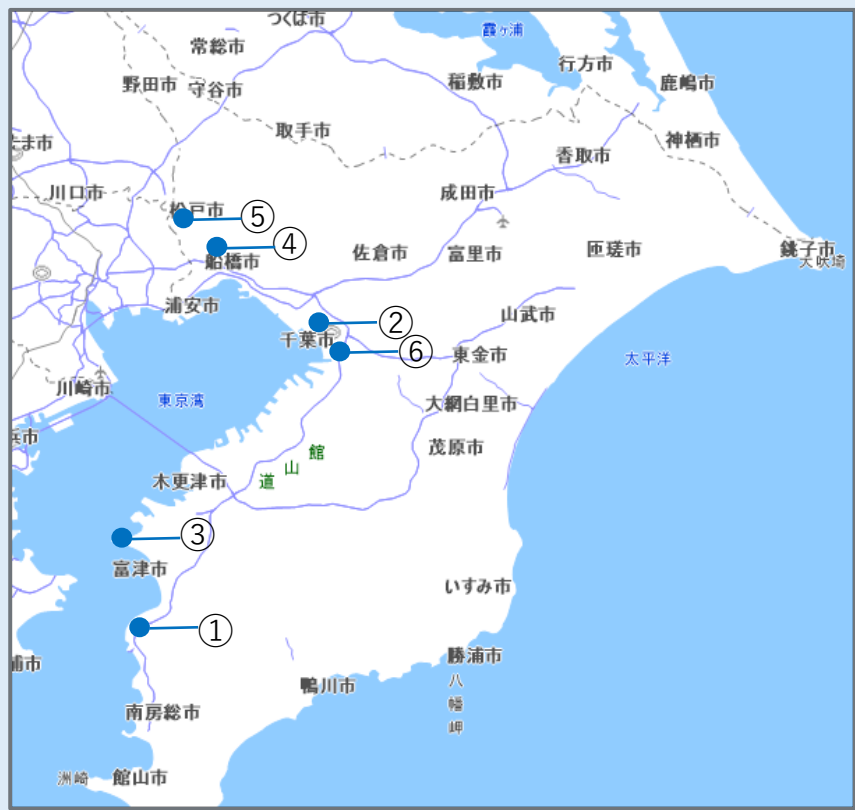 つくば市
霞ヶ浦
常総市
行方市
野田市
守谷市
稲敷市
鹿嶋市
取手市
神栖市
たま市
香取市
川口市
成田市
松戸市
⑤
④
船橋市
佐倉市
富里市
匝瑳市
銚子市
犬吠埼
浦安市
山武市
②
千葉市
⑥
東金市
太平洋
川崎市
東京湾
大網白里市
浜市
茂原市
館
山
道
木更津市
③
富津市
いすみ市
①
勝浦市
浦市
鴨川市
八
幡
岬
南房総市
洲崎
館山市